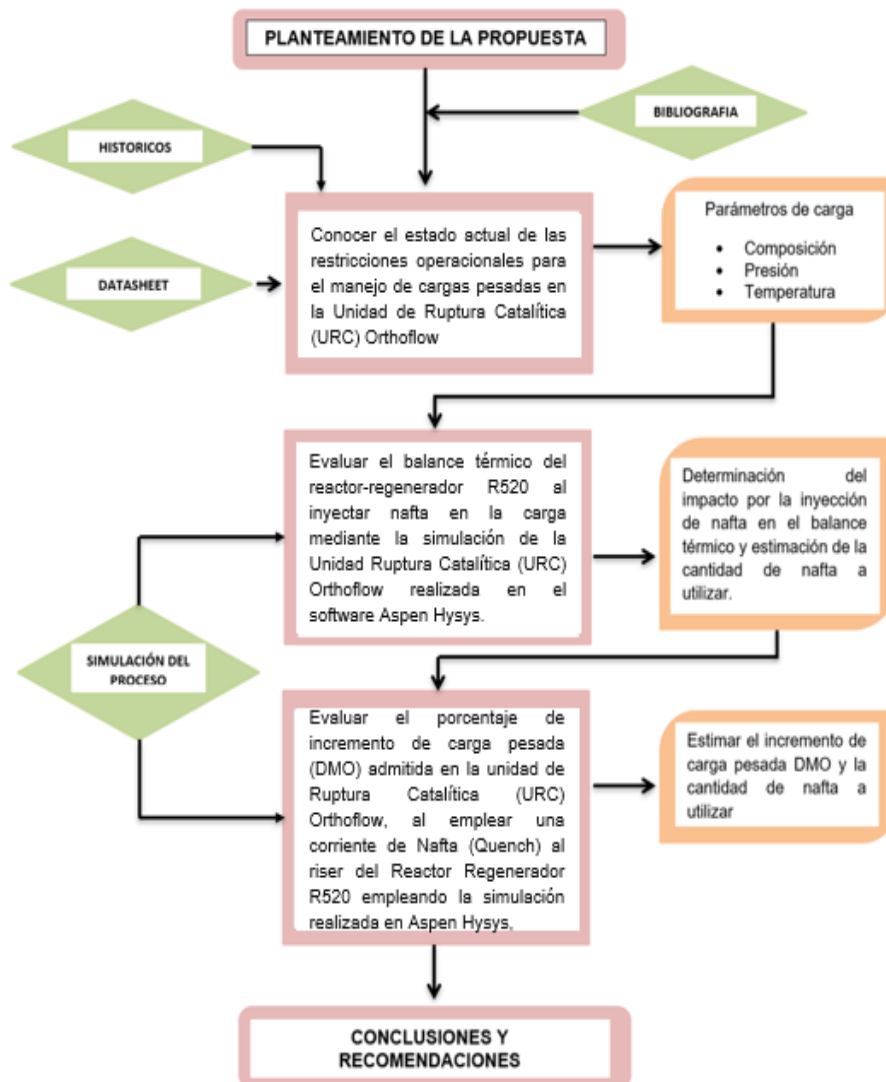 PLANTEAMIENTO DE LA PROPUESTA
BIBLIOGRAFIA
HISTORICOS
DATASHEET
Conocer el estado actual de las
restricciones operacionales para
el manejo de cargas pesadas en
la Unidad de Ruptura Catalítica
(URC) Orthoflow
Parámetros de carga
• Composición
• Presión
• Temperatura
Evaluar el balance térmico del
reactor-regenerador R520 al
inyectar nafta en la carga
mediante la simulación de la
Unidad Ruptura Catalítica (URC)
Orthoflow realizada en el
software Aspen Hysys.
Determinación del
impacto por la inyección
de nafta en el balance
térmico y estimación de la
cantidad de nafta a
utilizar.
SIMULACIÓN DEL
PROCESO
Evaluar el porcentaje de
incremento de carga pesada
(DMO) admitida en la unidad de
Ruptura Catalítica (URC)
Orthoflow, al emplear una
corriente de Nafta (Quench) al
riser del Reactor Regenerador
R520 empleando la simulación
realizada en Aspen Hysys,
Estimar el incremento de
carga pesada DMO y la
cantidad de nafta a
utilizar
CONCLUSIONES Y
RECOMENDACIONES